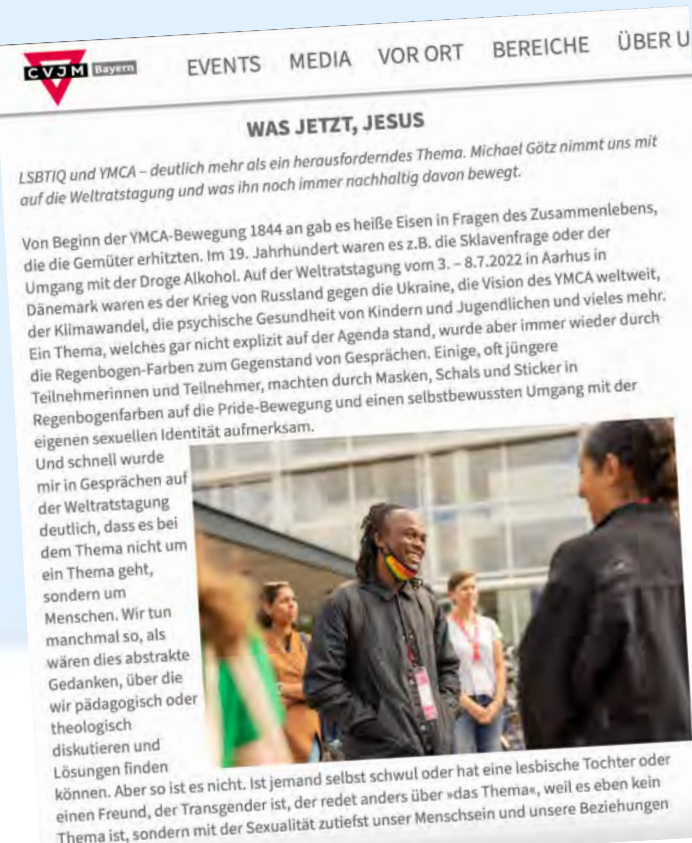 CVJM Bayern
EVENTS MEDIA VOR ORT BEREICHE ÜBER U
WAS JETZT, JESUS
LSBTIQ und YMCA – deutlich mehr als ein herausforderndes Thema. Michael Götz nimmt uns mit
auf die Weltratstagung und was ihn noch immer nachhaltig davon bewegt.
Von Beginn der YMCA-Bewegung 1844 an gab es heiße Eisen in Fragen des Zusammenlebens,
die die Gemüter erhitzten. Im 19. Jahrhundert waren es z.B. die Sklavenfrage oder der
Umgang mit der Droge Alkohol. Auf der Weltratstagung vom 3. – 8.7.2022 in Aarhus in
Dänemark waren es der Krieg von Russland gegen die Ukraine, die Vision des YMCA weltweit,
der Klimawandel, die psychische Gesundheit von Kindern und Jugendlichen und vieles mehr.
Ein Thema, welches gar nicht explizit auf der Agenda stand, wurde aber immer wieder durch
die Regenbogen-Farben zum Gegenstand von Gesprächen. Einige, oft jüngere
Teilnehmerinnen und Teilnehmer, machten durch Masken, Schals und Sticker in
Regenbogenfarben auf die Pride-Bewegung und einen selbstbewussten Umgang mit der
eigenen sexuellen Identität aufmerksam.
Und schnell wurde
mir in Gesprächen auf
der Weltratstagung
deutlich, dass es bei
dem Thema nicht um
ein Thema geht,
sondern um
Menschen. Wir tun
manchmal so, als
wären dies abstrakte
Gedanken, über die
wir pädagogisch oder
theologisch
diskutieren und
Lösungen finden
können. Aber so ist es nicht. Ist jemand selbst schwul oder hat eine lesbische Tochter oder
einen Freund, der Transgender ist, der redet anders über »das Thema«, weil es eben kein
Thema ist, sondern mit der Sexualität zutiefst unser Menschsein und unsere Beziehungen